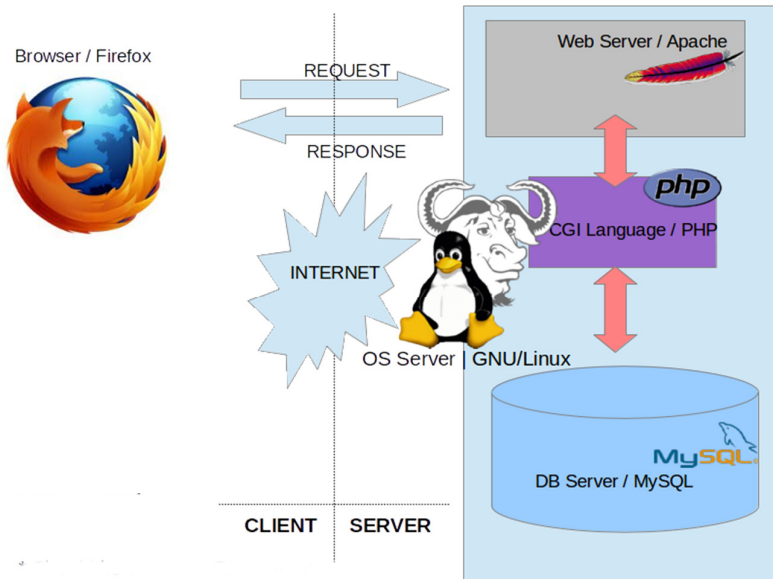 Browser / Firefox
REQUEST
RESPONSE
Web Server / Apache
php
CGI Language / PHP
INTERNET
OS Server | GNU/Linux
MySQL
DB Server / MySQL
CLIENT
SERVER